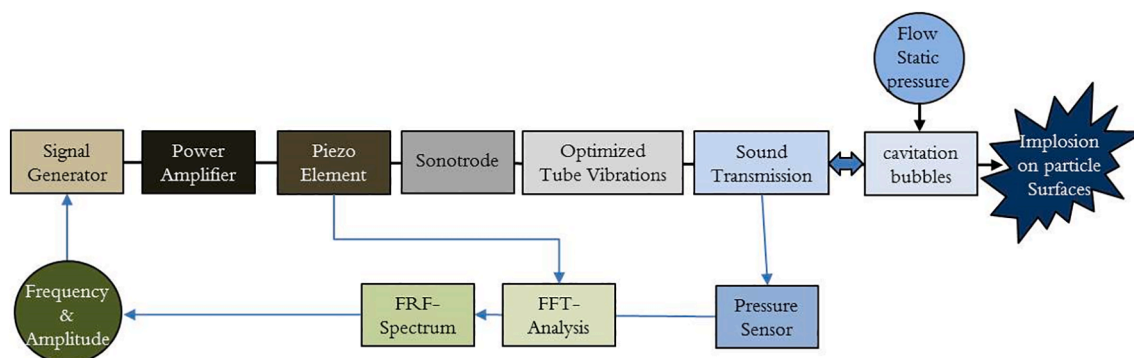 Flow
Static
pressure
Signal
Generator
Power
Amplifier
Piezo
Element
Sonotrode
Optimized
Tube Vibrations
Sound
Transmission
cavitation
bubbles
Implosion
on particle
Surfaces
Frequency
&
Amplitude
FRF-
Spectrum
FFT-
Analysis
Pressure
Sensor